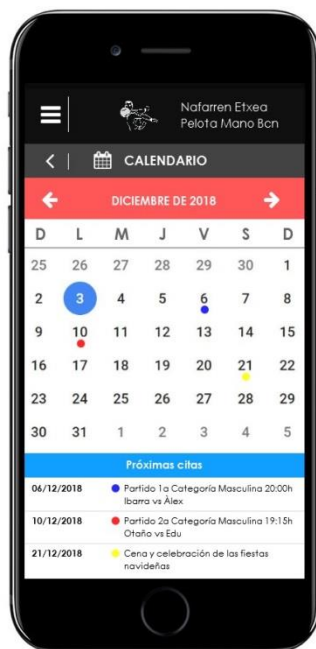 Nafarren Etxea
Pelota Mano Bcn
CALENDARIO
DICIEMBRE DE 2018
D L M J V S D
25 26 27 28 29 30 1
2 3 4 5 6 7 8
9 10 11 12 13 14 15
16 17 18 19 20 21 22
23 24 25 26 27 28 29
30 31 1 2 3 4 5
Próximas citas
06/12/2018 Partido 1a Categoría Masculina 20:00h
Ibarra vs Àlex
10/12/2018 Partido 2a Categoría Masculina 19:15h
Otaño vs Edu
21/12/2018 Cena y celebración de las fiestas
navideñas